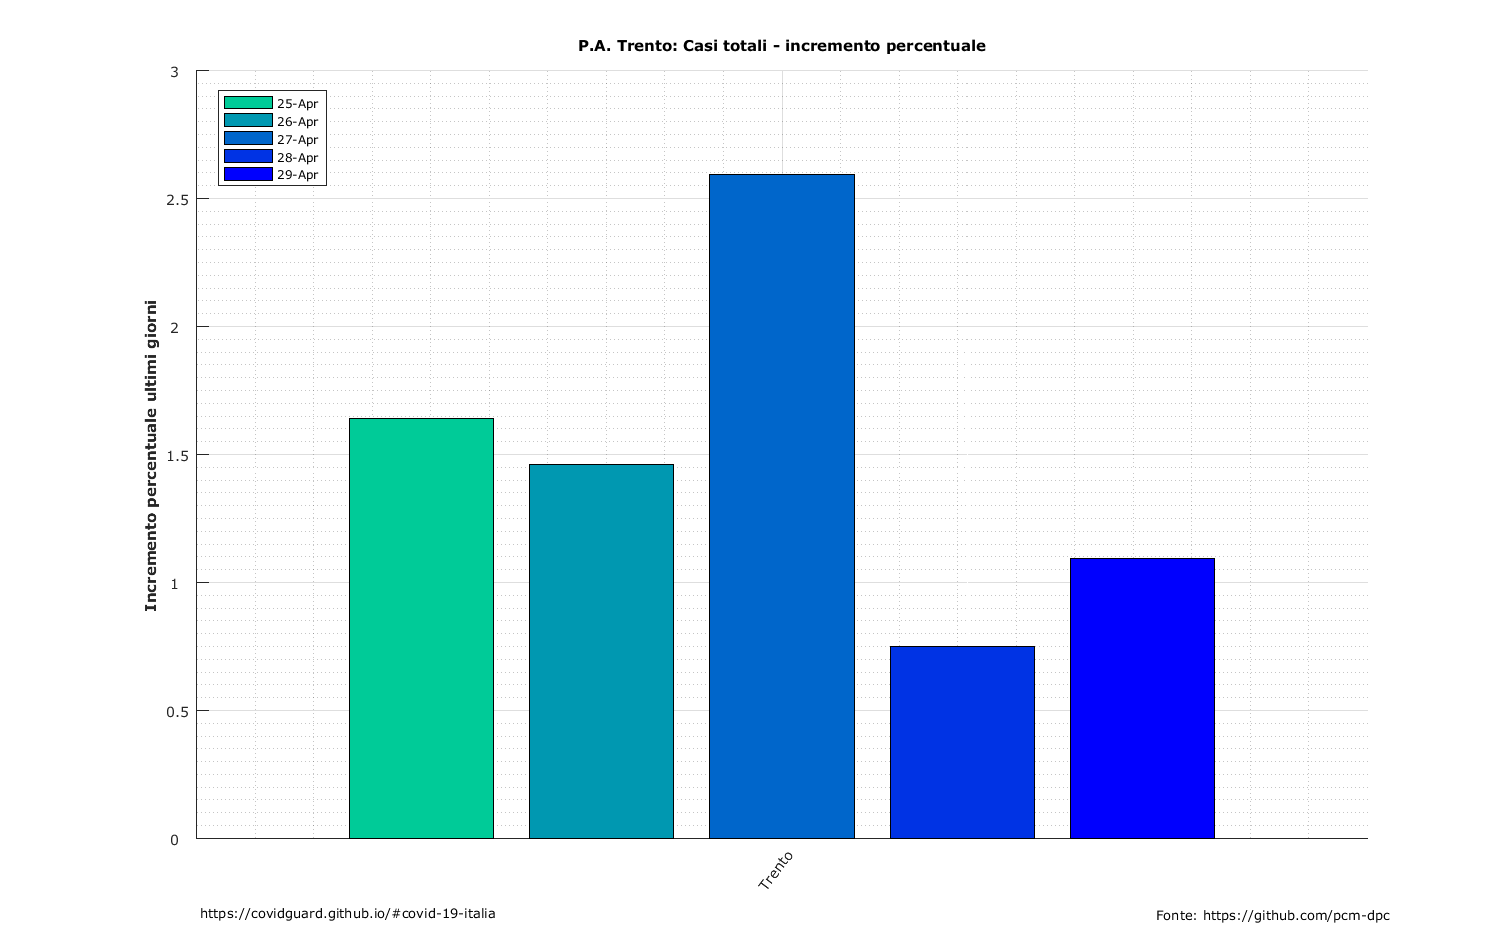 P.A. Trento: Casi totali - incremento percentuale
3
25-Apr
26-Apr
27-Apr
28-Apr
29-Apr
2.5
2
1.5
1
0.5
0
Incremento percentuale ultimi giorni
Trento
https://covidguard.github.io/#covid-19-italia
Fonte: https://github.com/pcm-dpc